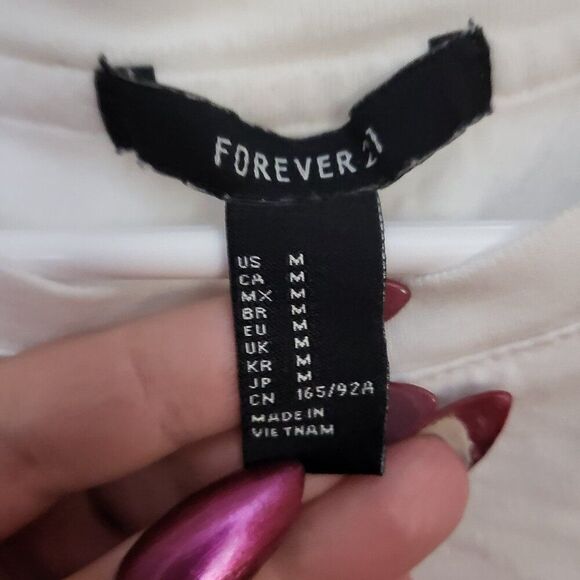 FOREVER 21
US M
CA M
MX M
BR M
EU M
UK M
KR M
JP M
CN 165/92A
MADE IN
VIETNAM